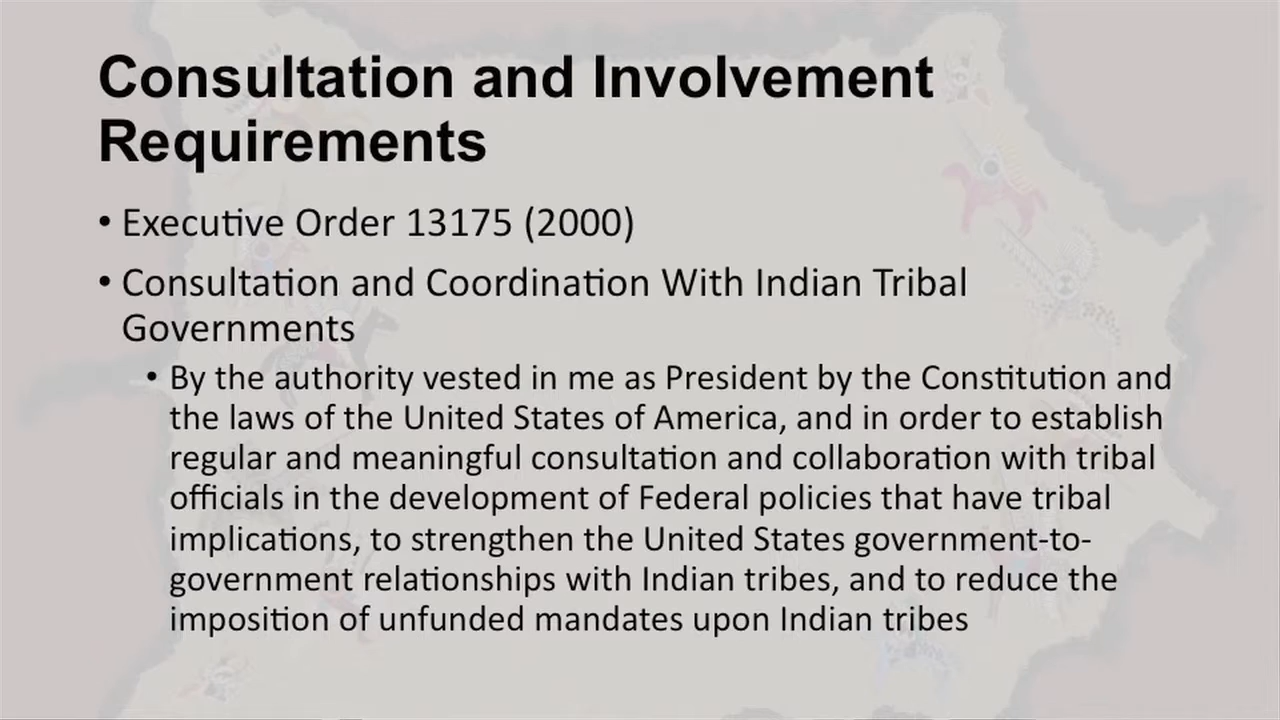 Consultation and Involvement
Requirements
• Executive Order 13175 (2000)
• Consultation and Coordination With Indian Tribal
Governments
• By the authority vested in me as President by the Constitution and
the laws of the United States of America, and in order to establish
regular and meaningful consultation and collaboration with tribal
officials in the development of Federal policies that have tribal
implications, to strengthen the United States government-to-
government relationships with Indian tribes, and to reduce the
imposition of unfunded mandates upon Indian tribes